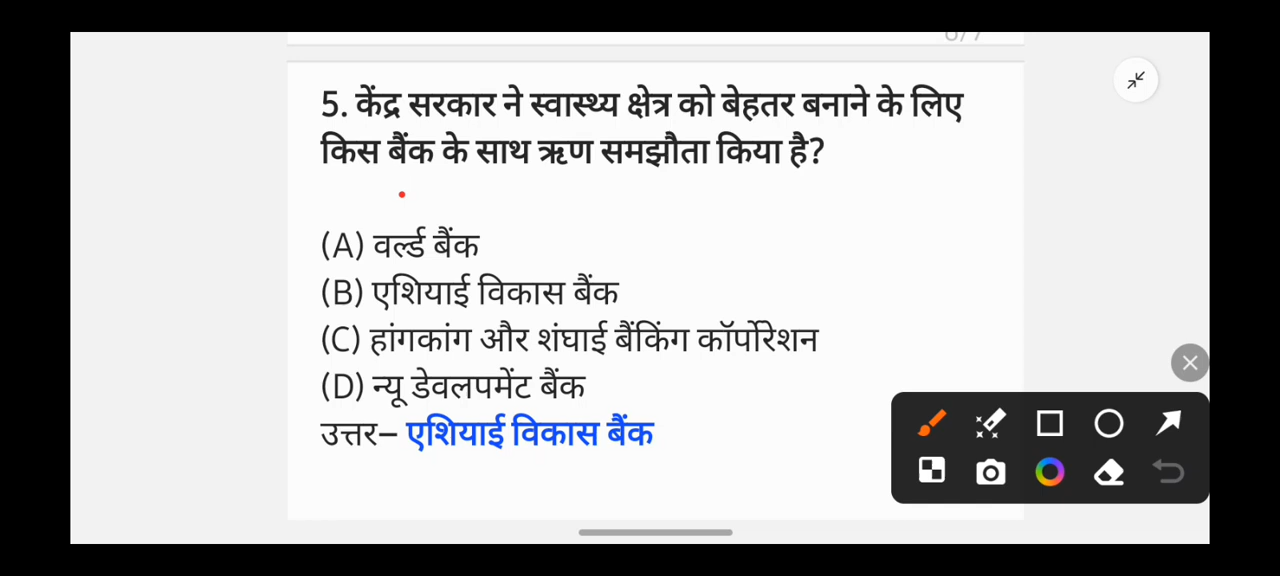 5. केंद्र सरकार ने स्वास्थ्य क्षेत्र को बेहतर बनाने के लिए
किस बैंक के साथ ऋण समझौता किया है?
(A) वर्ल्ड बैंक
(B) एशियाई विकास बैंक
(C) हांगकांग और शंघाई बैंकिंग कॉर्पोरेशन
(D) न्यू डेवलपमेंट बैंक
उत्तर– एशियाई विकास बैंक